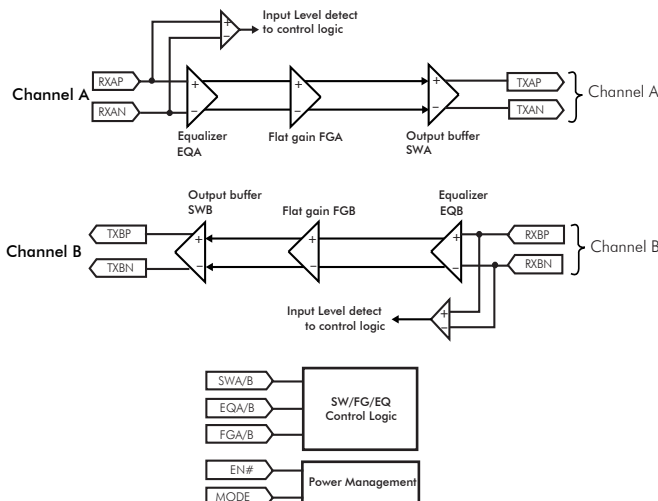 Input Level detect
to control logic
Channel A
RXAP
RXAN
+
−
+
−
+
−
+
−
TXAP
TXAN
Channel A
Equalizer
EQA
Flat gain FGA
Output buffer
SWA
Output buffer
SWB
Flat gain FGB
Equalizer
EQB
Channel B
TXBP
TXBN
+
−
+
−
+
−
RXBP
RXBN
Channel B
Input Level detect
to control logic
+
−
SWA/B
EQA/B
FGA/B
SW/FG/EQ
Control Logic
EN#
MODE
Power Management